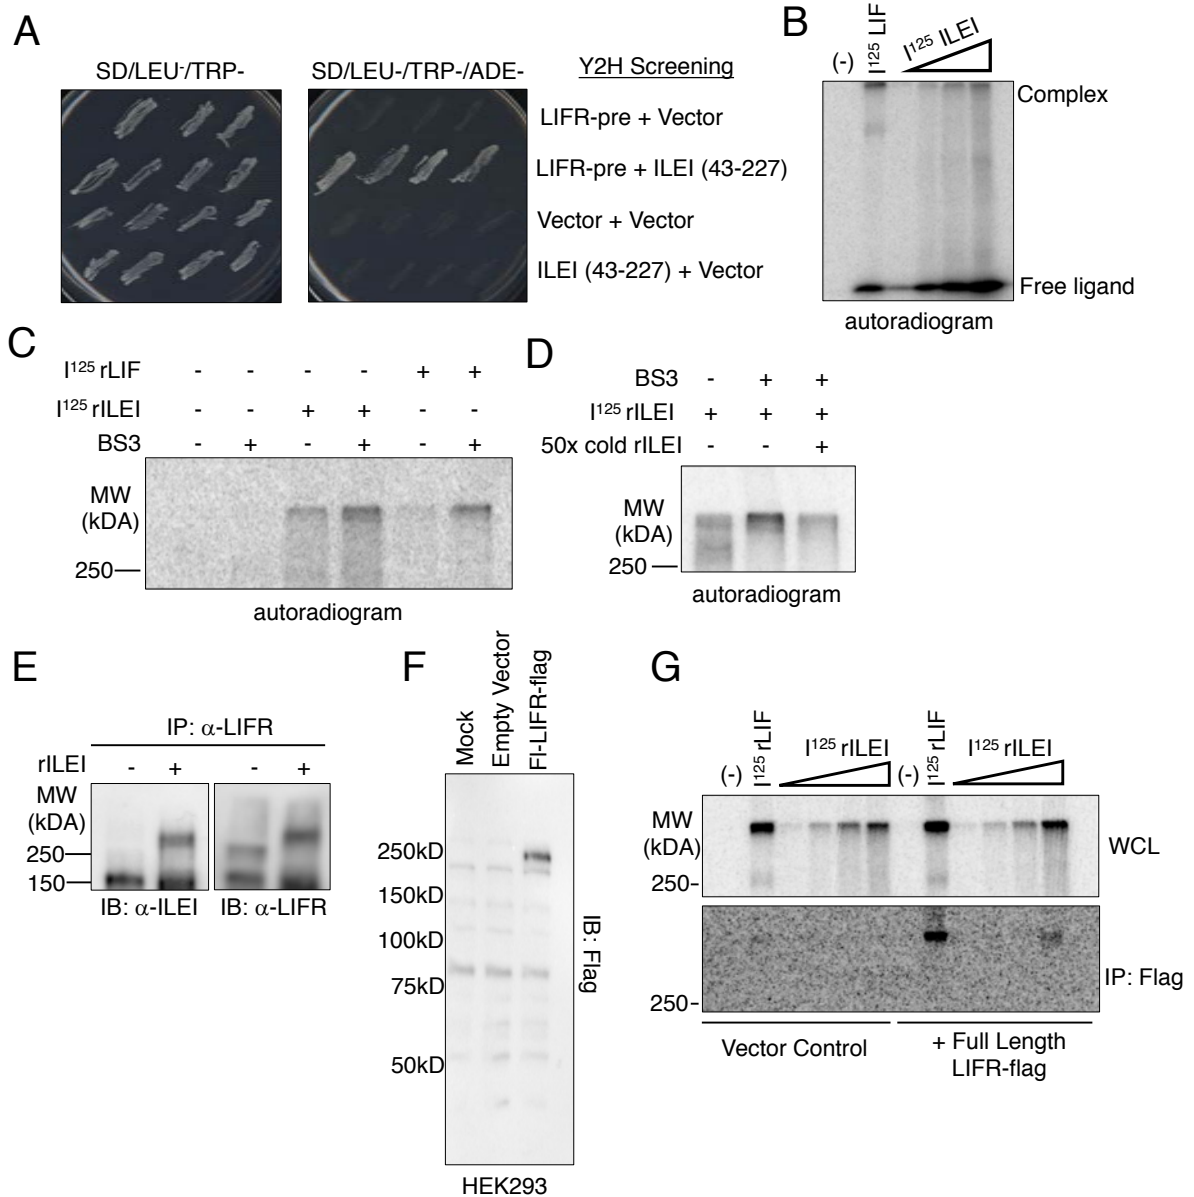 A
SD/LEU⁻/TRP-
SD/LEU-/TRP-/ADE-
Y2H Screening
LIFR-pre + Vector
LIFR-pre + ILEI (43-227)
Vector + Vector
ILEI (43-227) + Vector
B
(-)
I¹²⁵ LIF
I¹²⁵ ILEI
Complex
Free ligand
autoradiogram
C
I¹²⁵ rLIF - - - - + +
I¹²⁵ rILEI - - + + - -
BS3 - + - + - +
MW
(kDA)
250
autoradiogram
D
BS3 - + +
I¹²⁵ rILEI + + +
50x cold rILEI - - +
MW
(kDA)
250
autoradiogram
E
IP: α-LIFR
rILEI - + - +
MW
(kDA)
250
150
IB: α-ILEI
IB: α-LIFR
F
Mock
Empty Vector
Fl-LIFR-flag
250kD
150kD
100kD
75kD
50kD
IB: Flag
HEK293
G
(-)
I¹²⁵ rLIF
I¹²⁵ rILEI
(-)
I¹²⁵ rLIF
I¹²⁵ rILEI
MW
(kDA)
250-
WCL
250-
IP: Flag
Vector Control
+ Full Length
LIFR-flag